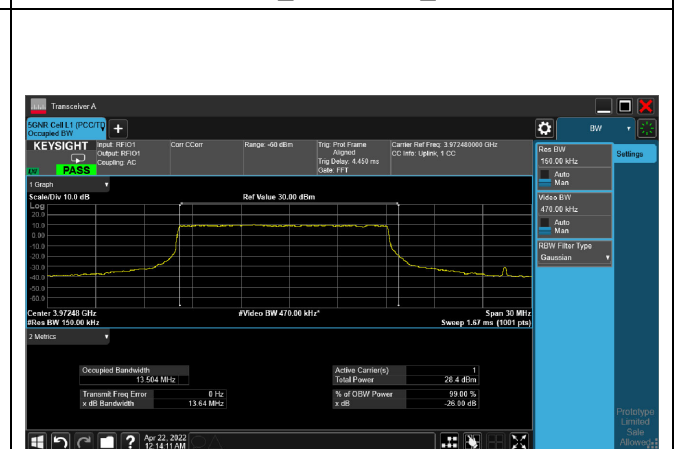 Transceiver A
5GNR Cell L1 (PCC/TD
Occupied BW
+
BW
KEYSIGHT
Input: RFIO1
Output: RFIO1
Coupling: AC
Corr CCorr
Range: -60 dBm
Trig: Prot Frame
Aligned
Trig Delay: 4.450 ms
Gate: FFT
Carrier Ref Freq: 3.972480000 GHz
CC Info: Uplink, 1 CC
PASS
Res BW
150.00 kHz
Auto
Man
Settings
1 Graph
Scale/Div 10.0 dB
Ref Value 30.00 dBm
Log
20.0
10.0
0.00
-10.0
-20.0
-30.0
-40.0
-50.0
-60.0
Video BW
470.00 kHz
Auto
Man
RBW Filter Type
Gaussian
Center 3.97248 GHz
#Video BW 470.00 kHz*
Span 30 MHz
#Res BW 150.00 kHz
Sweep 1.67 ms (1001 pts)
2 Metrics
Occupied Bandwidth
13.504 MHz
Active Carrier(s) 1
Total Power 28.4 dBm
Transmit Freq Error 0 Hz
x dB Bandwidth 13.64 MHz
% of OBW Power 99.00 %
x dB -26.00 dB
Prototype
Limited
Sale
Allowed
? Apr 22, 2022
12:14:11 AM